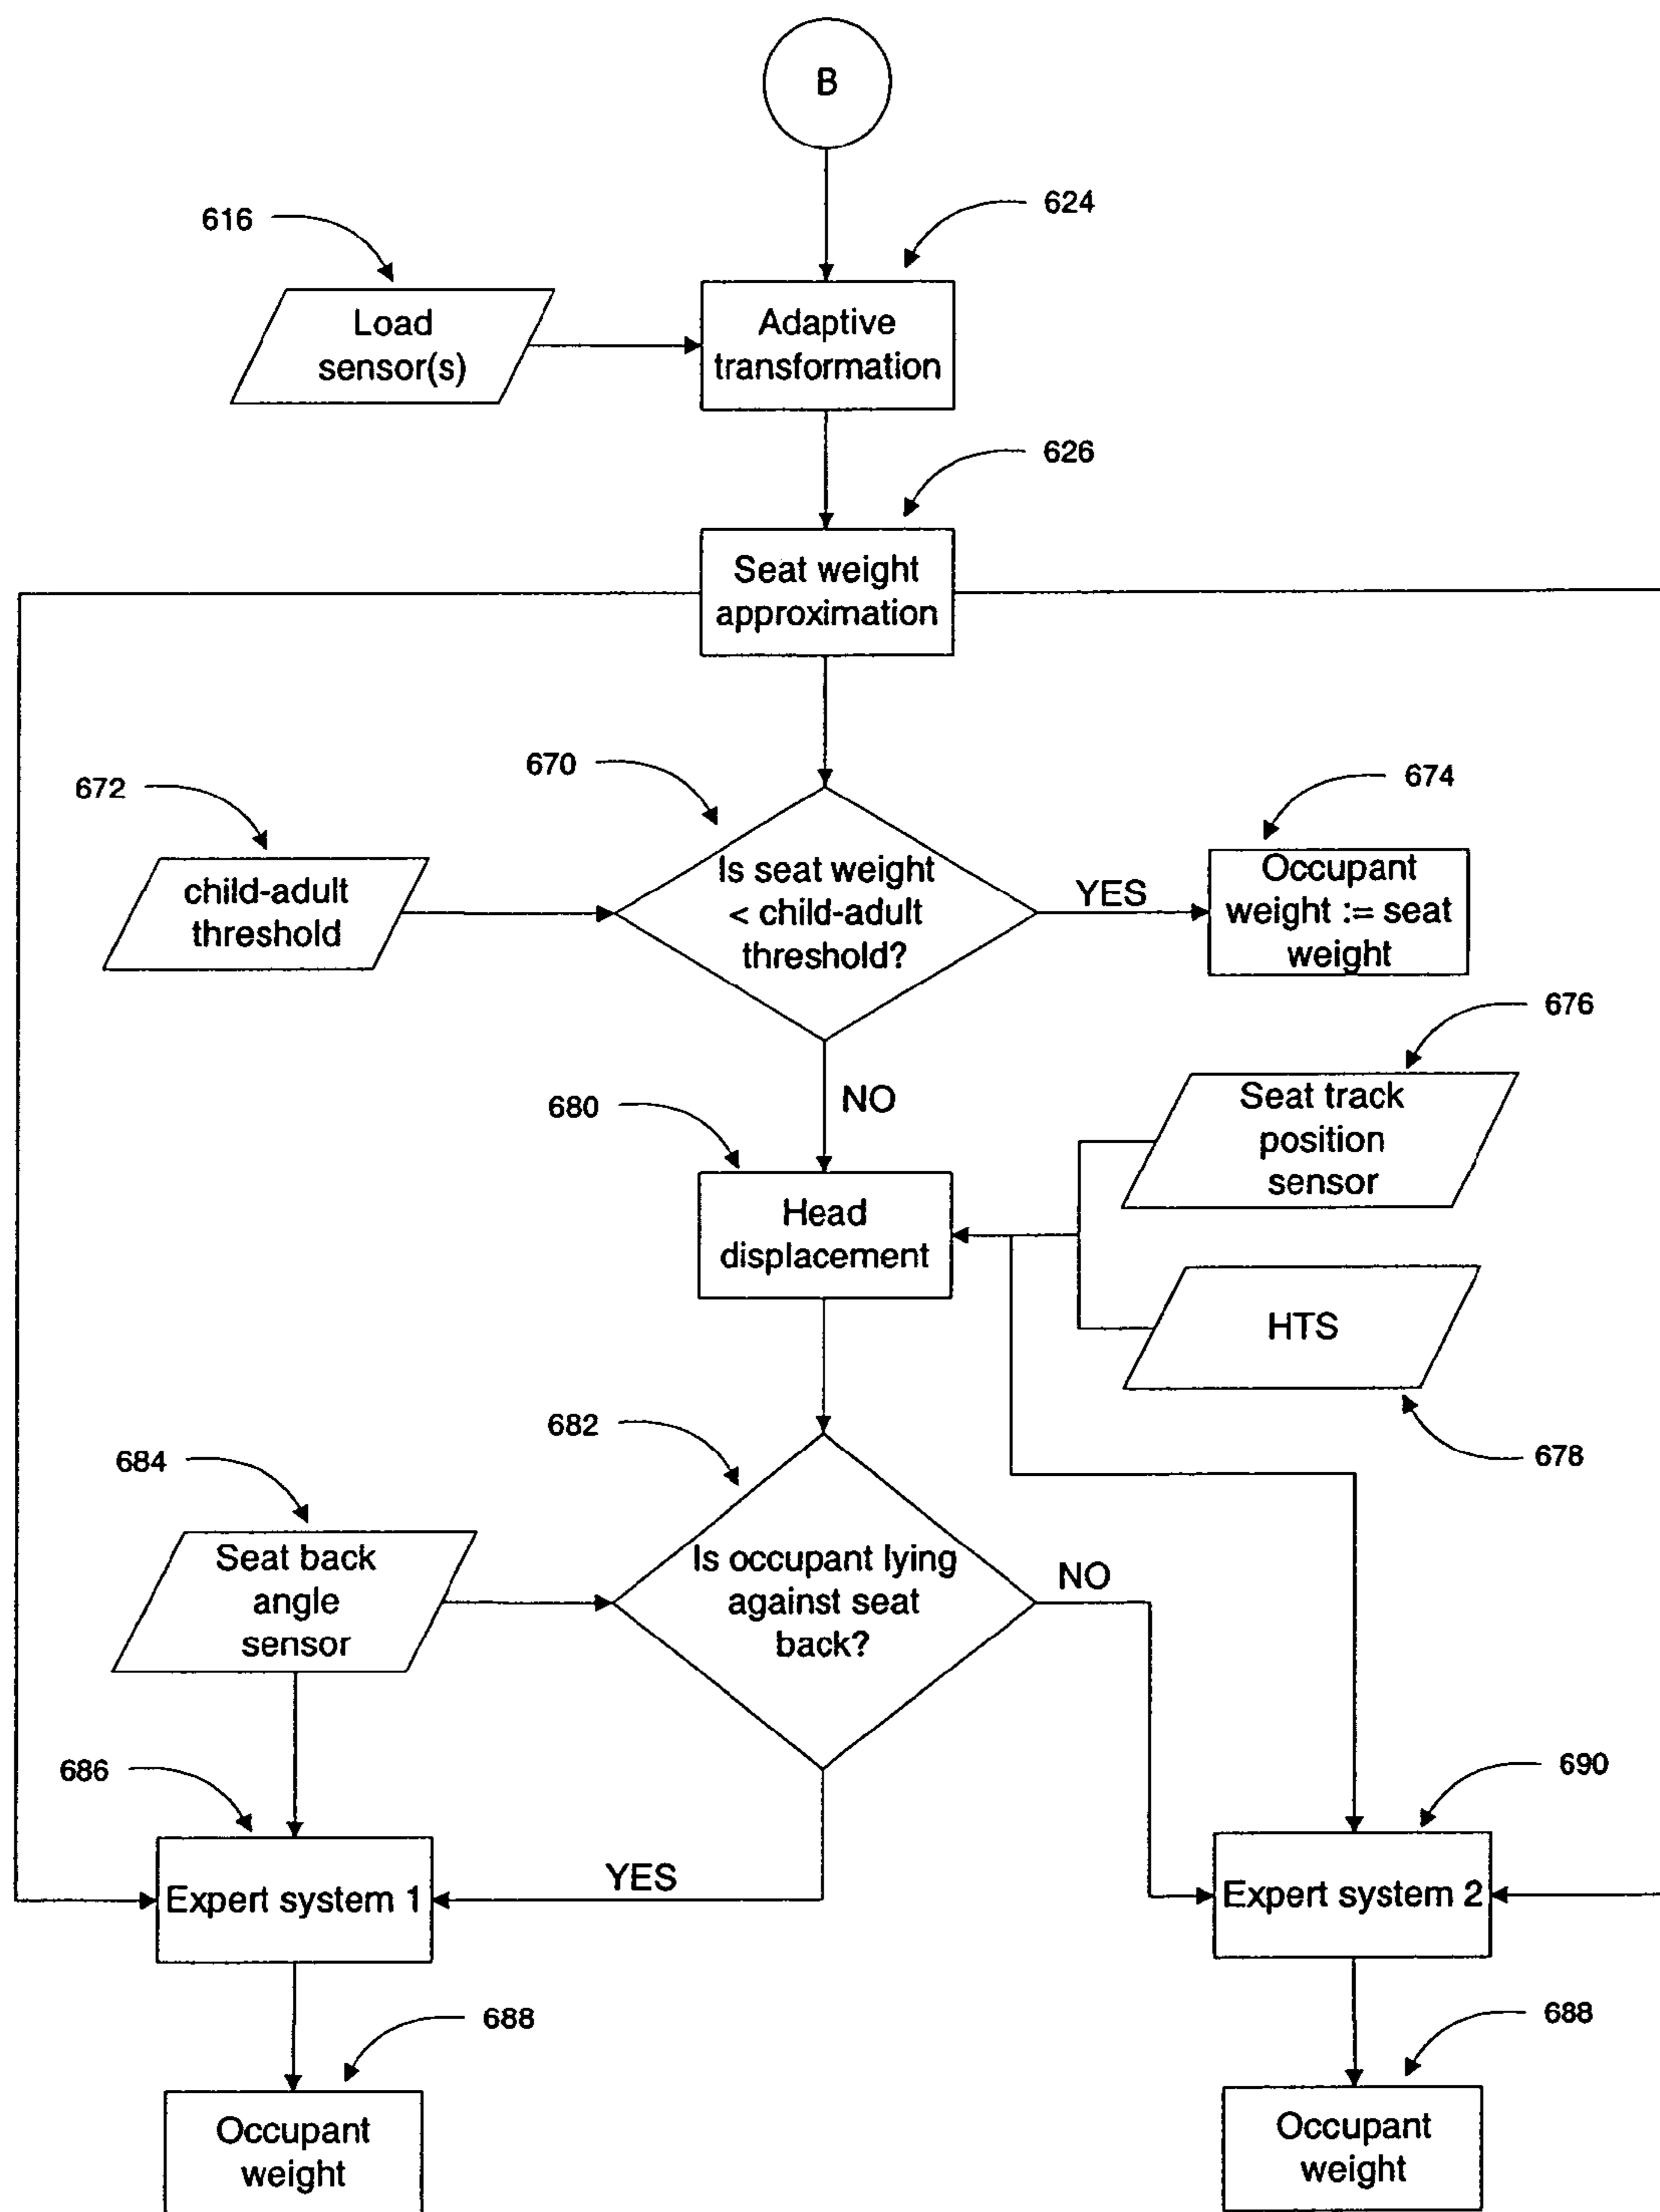 B
616
624
Load
sensor(s)
Adaptive
transformation
626
Seat weight
approximation
670
672
674
child-adult
threshold
Is seat weight
< child-adult
threshold?
YES
Occupant
weight := seat
weight
676
NO
680
Seat track
position
sensor
Head
displacement
HTS
682
684
678
Seat back
angle
sensor
Is occupant lying
against seat
back?
NO
686
690
YES
Expert system 1
Expert system 2
688
688
Occupant
weight
Occupant
weight